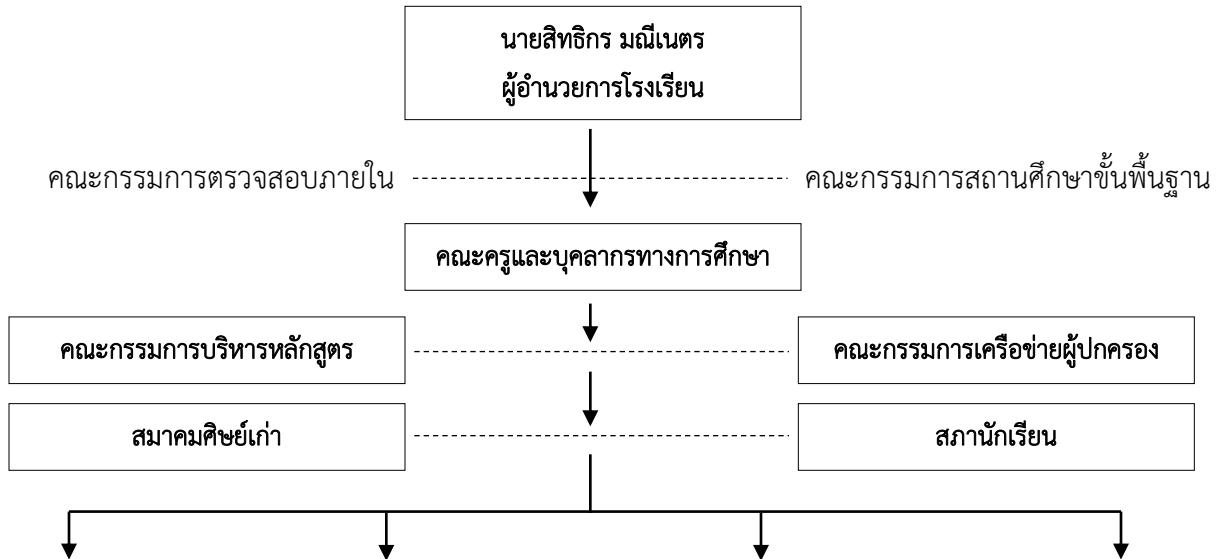 นายสิทธิกร มณีเนตร
ผู้อำนวยการโรงเรียน
คณะกรรมการตรวจสอบภายใน
คณะกรรมการสถานศึกษาขั้นพื้นฐาน
คณะครูและบุคลากรทางการศึกษา
คณะกรรมการบริหารหลักสูตร
คณะกรรมการเครือข่ายผู้ปกครอง
สมาคมศิษย์เก่า
สภานักเรียน